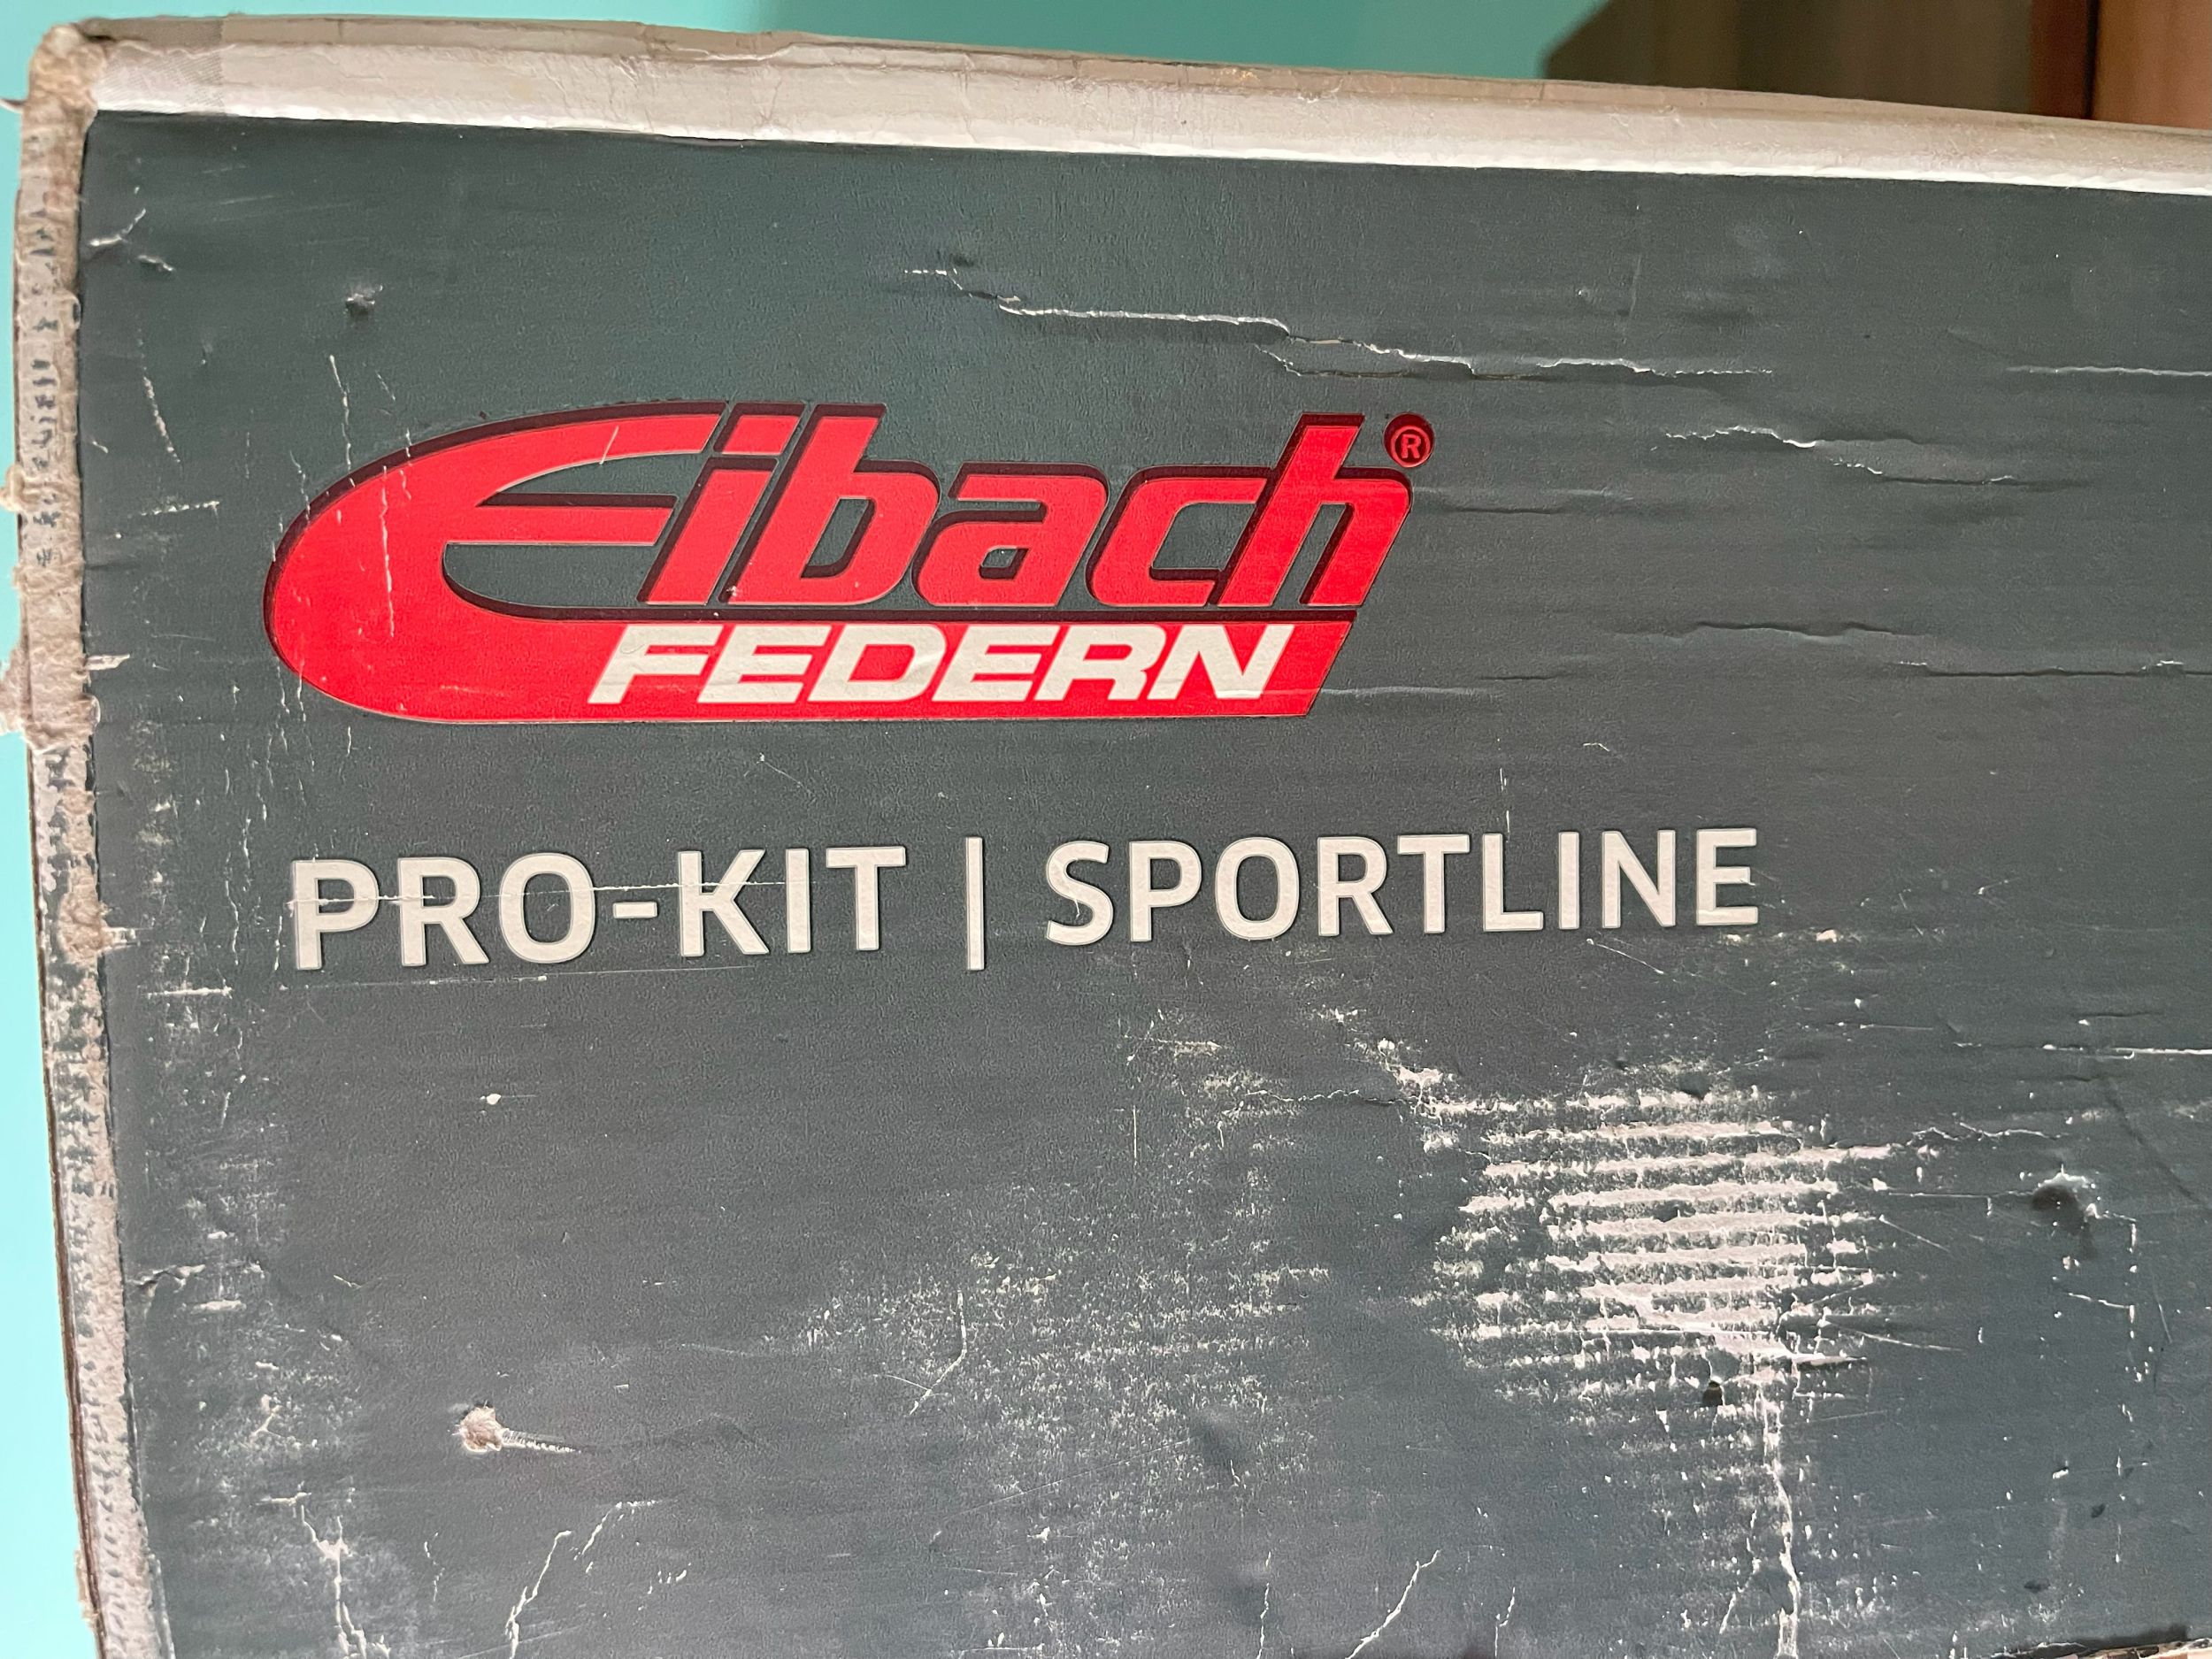 Eibach®
FEDERN
PRO-KIT | SPORTLINE